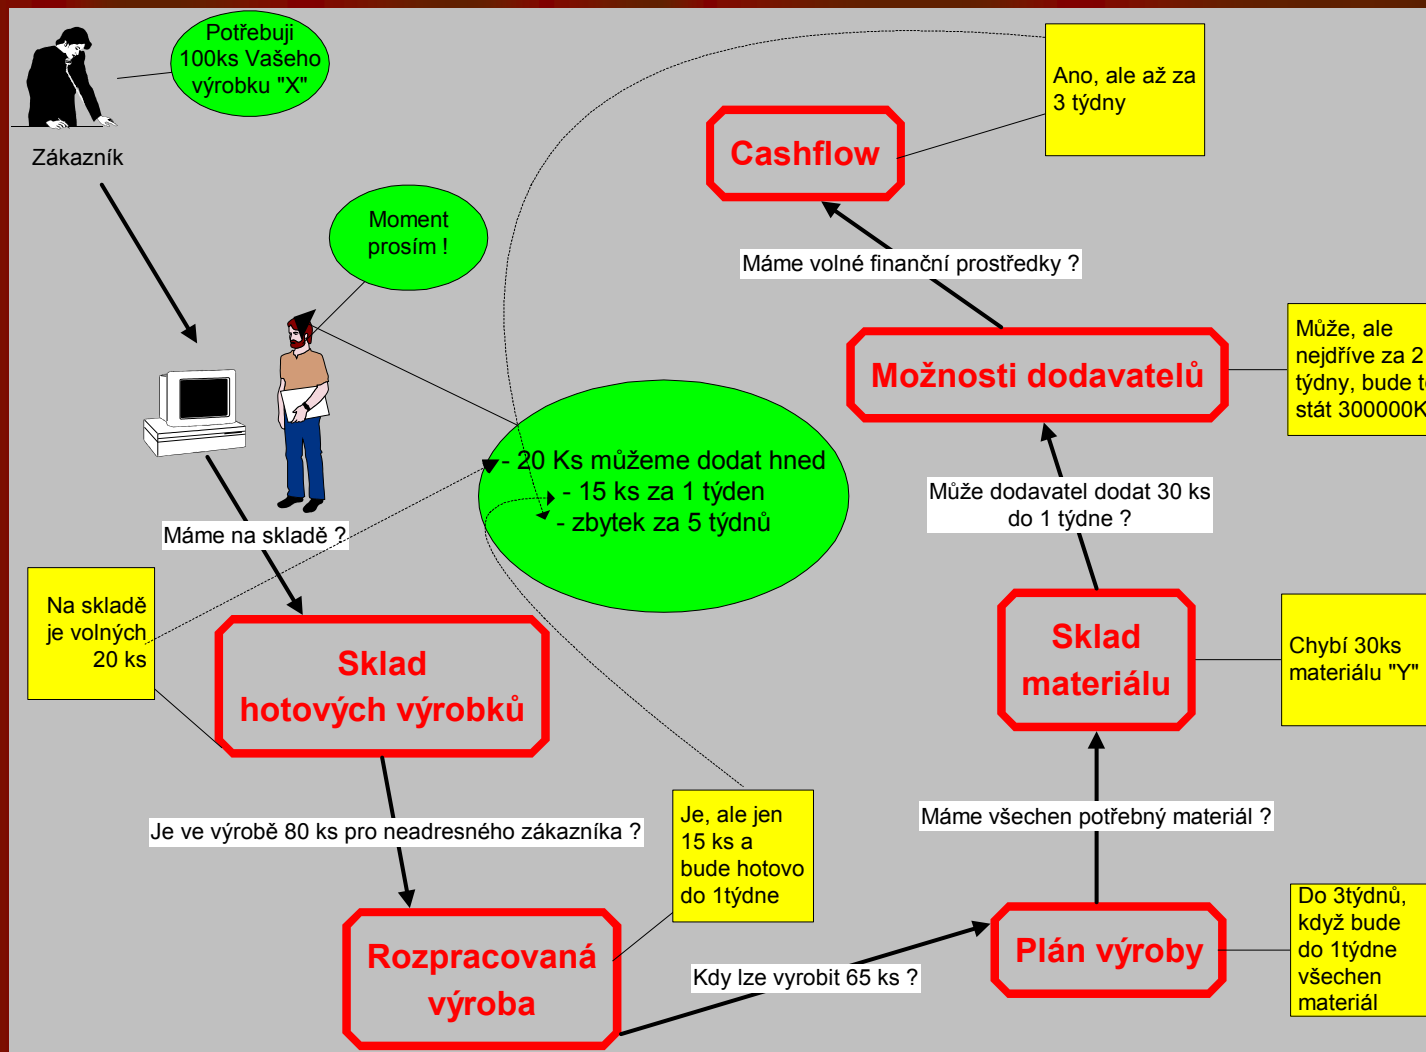 Potřebuji
100ks Vašeho
výrobku "X"
Zákazník
Moment
prosím !
Ano, ale až za
3 týdny
Cashflow
Máme volné finanční prostředky ?
Může, ale
nejdříve za 2
týdny, bude
stát 300000K
Možnosti dodavatelů
- 20 Ks můžeme dodat hned
- 15 ks za 1 týden
- zbytek za 5 týdnů
Může dodavatel dodat 30 ks
do 1 týdne ?
Máme na skladě ?
Na skladě
je volných
20 ks
Sklad
hotových výrobků
Sklad
materiálu
Chybí 30ks
materiálu "Y"
Je ve výrobě 80 ks pro neadresného zákazníka ?
Je, ale jen
15 ks a
bude hotovo
do 1týdne
Máme všechen potřebný materiál ?
Rozpracovaná
výroba
Kdy lze vyrobit 65 ks ?
Plán výroby
Do 3týdnů,
když bude
do 1týdne
všechen
materiál